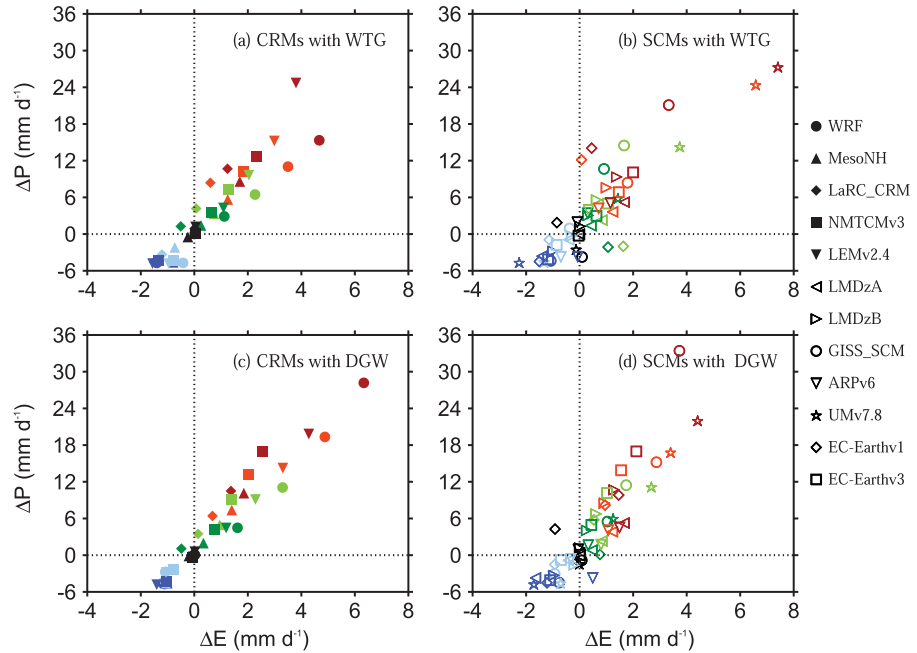 36
30
24
18
12
6
0
-6
ΔP (mm d⁻¹)
(a) CRMs with WTG
-4 -2 0 2 4 6 8
36
30
24
18
12
6
0
-6
(b) SCMs with WTG
-4 -2 0 2 4 6 8
36
30
24
18
12
6
0
-6
ΔP (mm d⁻¹)
(c) CRMs with DGW
-4 -2 0 2 4 6 8
ΔE (mm d⁻¹)
36
30
24
18
12
6
0
-6
(d) SCMs with DGW
-4 -2 0 2 4 6 8
ΔE (mm d⁻¹)
WRF
MesoNH
LaRC_CRM
NMTCMv3
LEMv2.4
LMDzA
LMDzB
GISS_SCM
ARPv6
UMv7.8
EC-Earthv1
EC-Earthv3